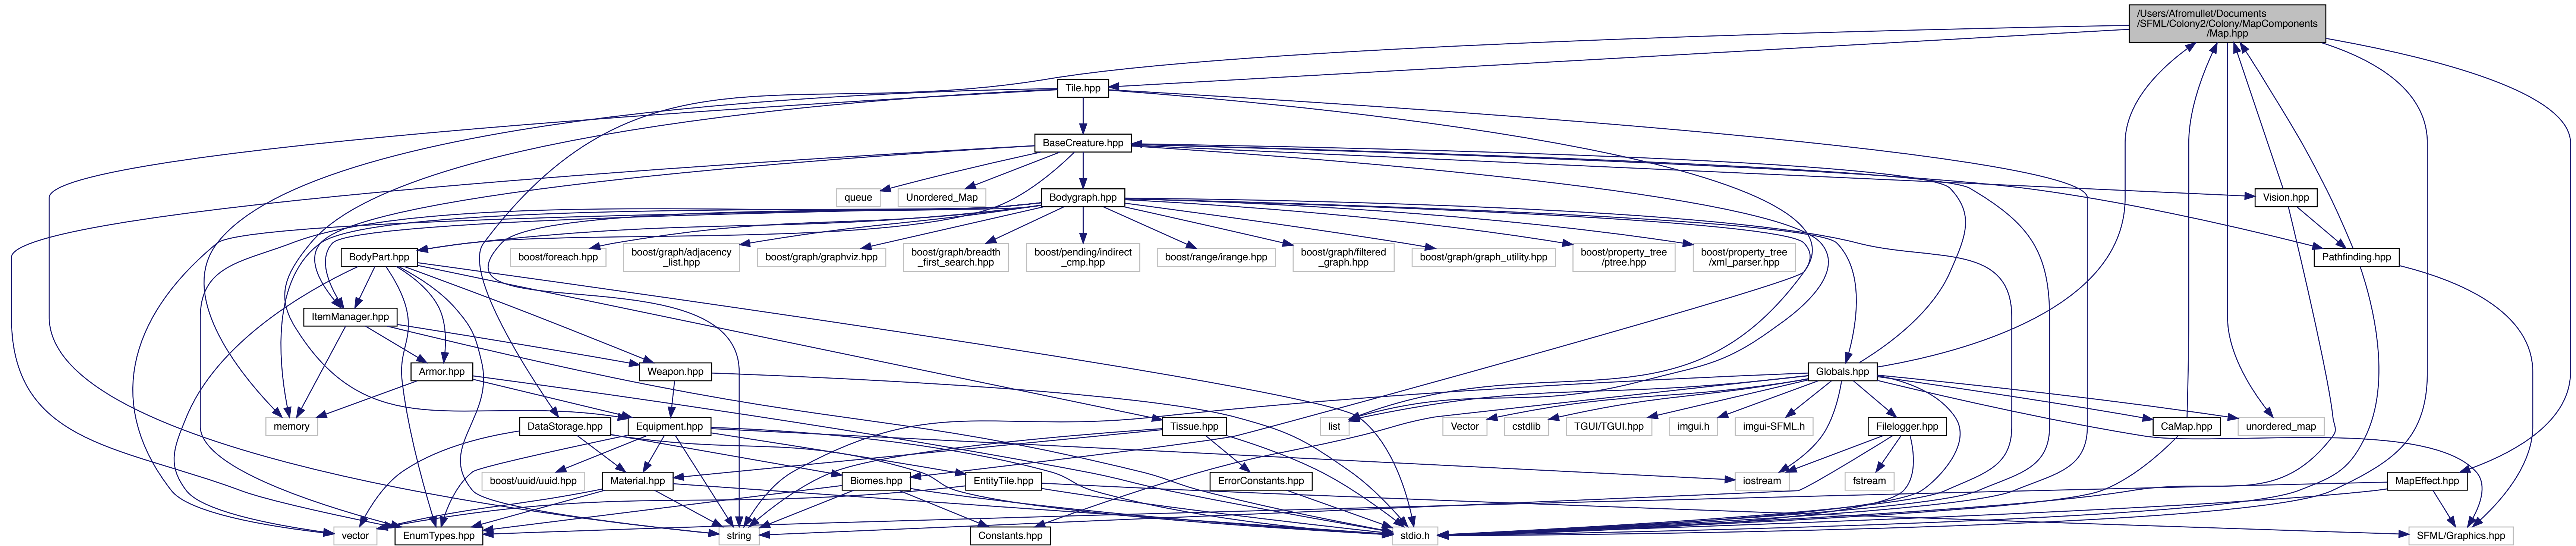 /Users/Afromullet/Documents
/SFML/Colony2/Colony/MapComponents
/Map.hpp
Tile.hpp
BaseCreature.hpp
queue
Unordered_Map
Bodygraph.hpp
Vision.hpp
BodyPart.hpp
boost/foreach.hpp
boost/graph/adjacency
_list.hpp
boost/graph/graphviz.hpp
boost/graph/breadth
_first_search.hpp
boost/pending/indirect
_cmp.hpp
boost/range/irange.hpp
boost/graph/filtered
_graph.hpp
boost/graph/graph_utility.hpp
boost/property_tree
/ptree.hpp
boost/property_tree
/xml_parser.hpp
Pathfinding.hpp
ItemManager.hpp
Armor.hpp
Weapon.hpp
Globals.hpp
memory
DataStorage.hpp
Equipment.hpp
Tissue.hpp
list
Vector
cstdlib
TGUI/TGUI.hpp
imgui.h
imgui-SFML.h
Filelogger.hpp
CaMap.hpp
unordered_map
boost/uuid/uuid.hpp
Material.hpp
Biomes.hpp
EntityTile.hpp
ErrorConstants.hpp
iostream
fstream
MapEffect.hpp
vector
EnumTypes.hpp
string
Constants.hpp
stdio.h
SFML/Graphics.hpp